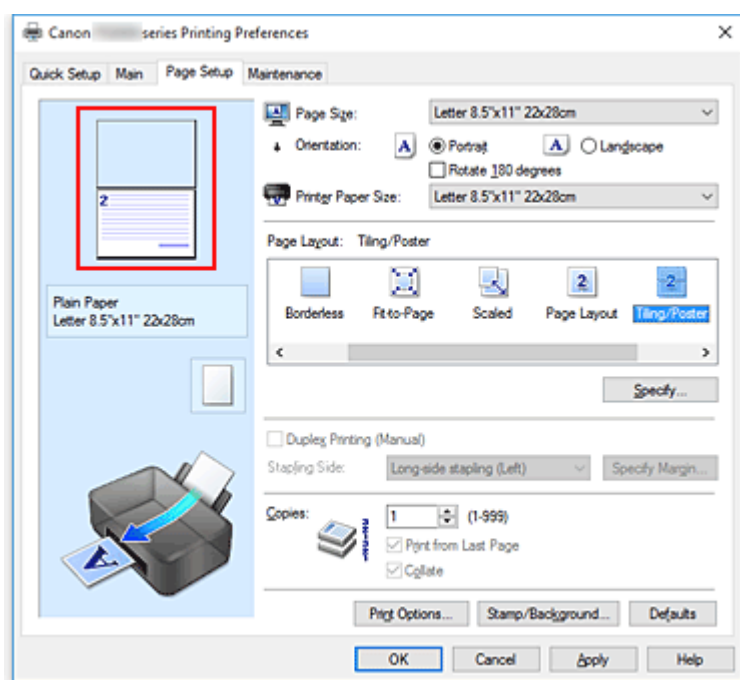 Canon series Printing Preferences
Quick Setup Main Page Setup Maintenance
Page Size: Letter 8.5"x11" 22x28cm
Orientation: A Portrait A Landscape
Rotate 180 degrees
Printer Paper Size: Letter 8.5"x11" 22x28cm
2
Page Layout: Tiling/Poster
2 2
Borderless Fit-to-Page Scaled Page Layout Tiling/Poster
Plain Paper
Letter 8.5"x11" 22x28cm
Specify...
Duplex Printing (Manual)
Stapling Side: Long-side stapling (Left) Specify Margin...
Copies: 1 (1-999)
Print from Last Page
Collate
A
Print Options... Stamp/Background... Defaults
OK Cancel Apply Help